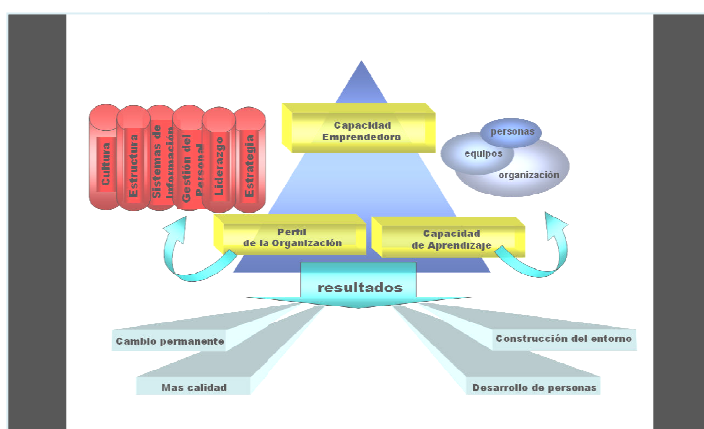 Capacidad
Emprendedora
Cultura
Estructura
Sistemas de
Información
Gestión del
Personal
Liderazgo
Estrategia
personas
equipos
organización
Perfil
de la Organización
Capacidad
de Aprendizaje
resultados
Cambio permanente
Construcción del entorno
Mas calidad
Desarrollo de personas